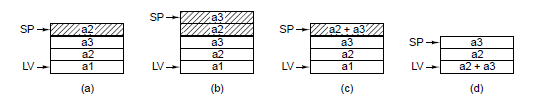 SP a2
a3
a2
LV a1
(a)
SP a3
a2
a3
a2
LV a1
(b)
SP a2 + a3
a3
a2
LV a1
(c)
SP a3
a2
LV a2 + a3
(d)